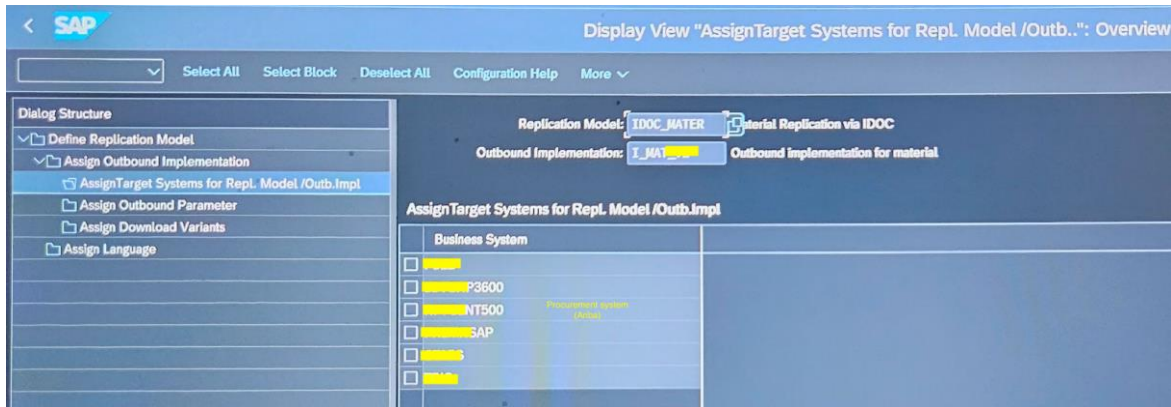 SAP
Display View "AssignTarget Systems for Repl. Model /Outb..": Overview
Select All Select Block Deselect All Configuration Help More
Dialog Structure
Define Replication Model
Assign Outbound Implementation
AssignTarget Systems for Repl. Model /Outb.Impl
Assign Outbound Parameter
Assign Download Variants
Assign Language
Replication Model: IDOC_MATER aterial Replication via IDOC
Outbound Implementation: I_MAT Outbound implementation for material
AssignTarget Systems for Repl. Model /Outb.Impl
Business System
P3600
NT500
Procurement system
(Ariba)
SAP